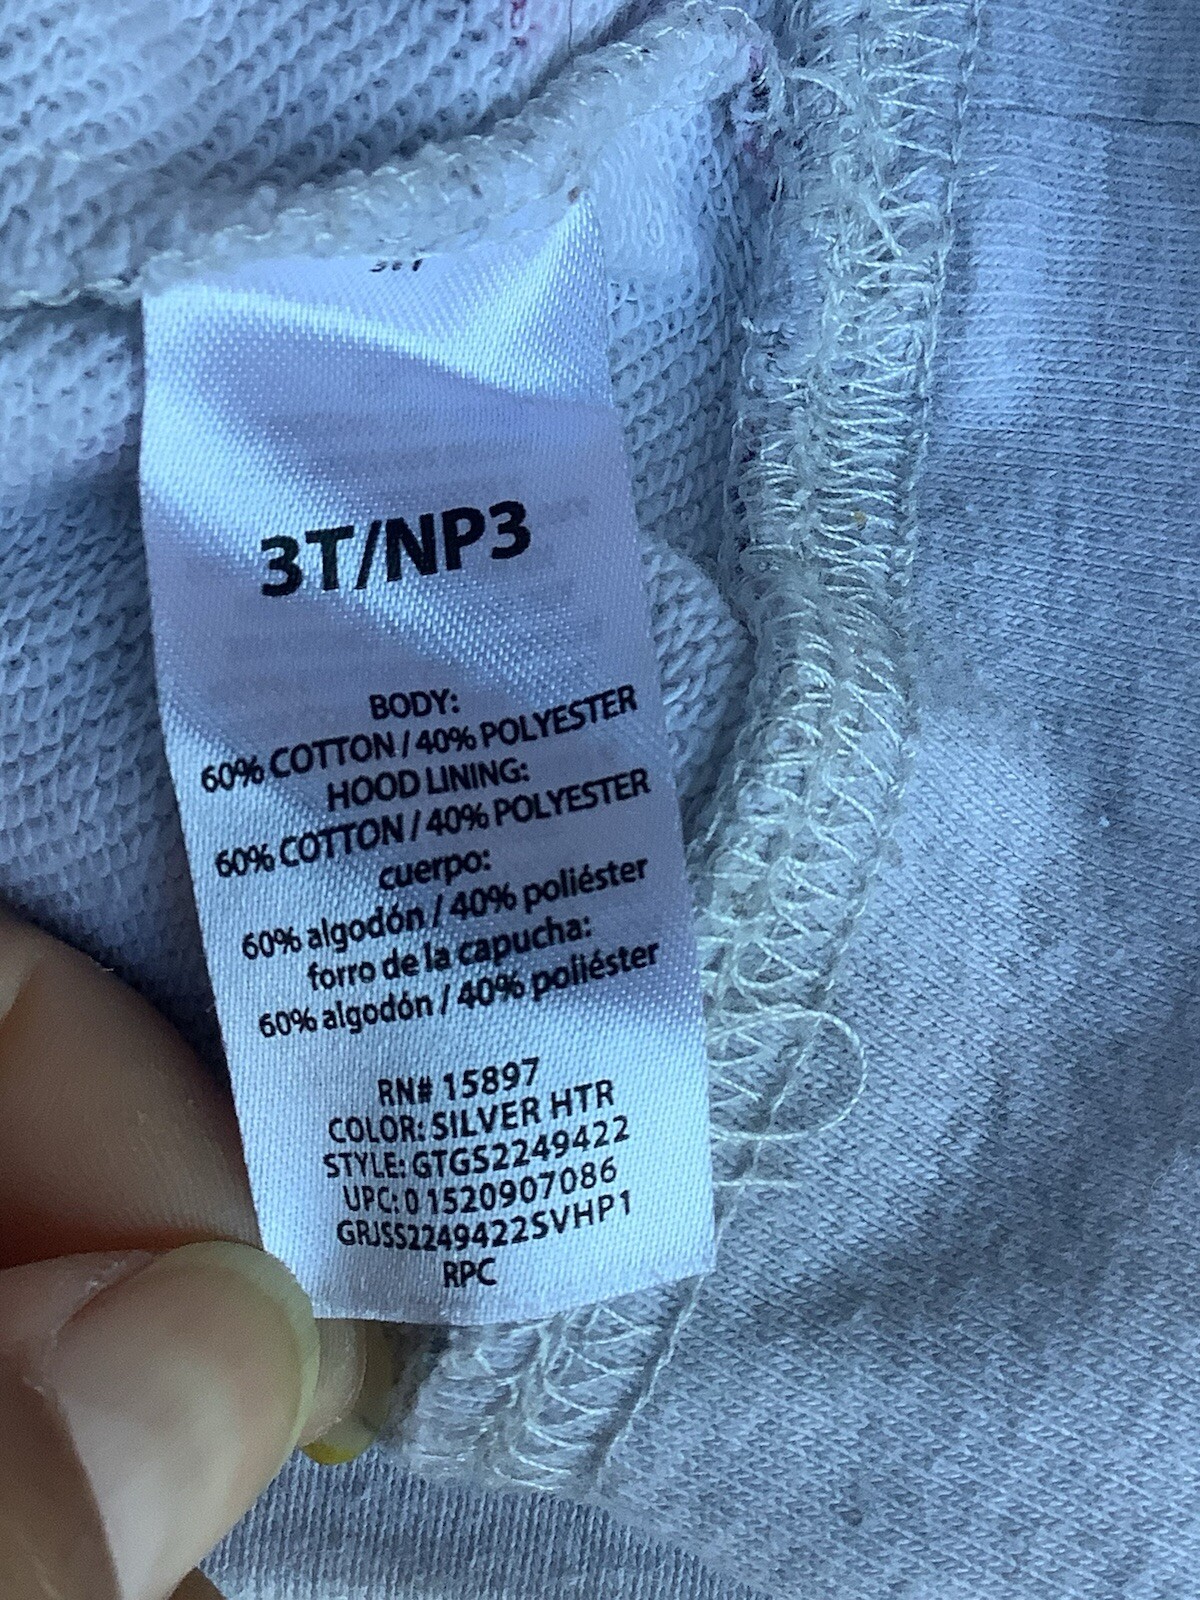 3T/NP3
BODY:
60% COTTON / 40% POLYESTER
HOOD LINING:
60% COTTON / 40% POLYESTER
cuerpo:
60% algodón / 40% poliéster
forro de la capucha:
60% algodón / 40% poliéster
RN# 15897
COLOR: SILVER HTR
STYLE: GTGS2249422
UPC: 0 1520907086
GRJSS2249422SVHP1
RPC